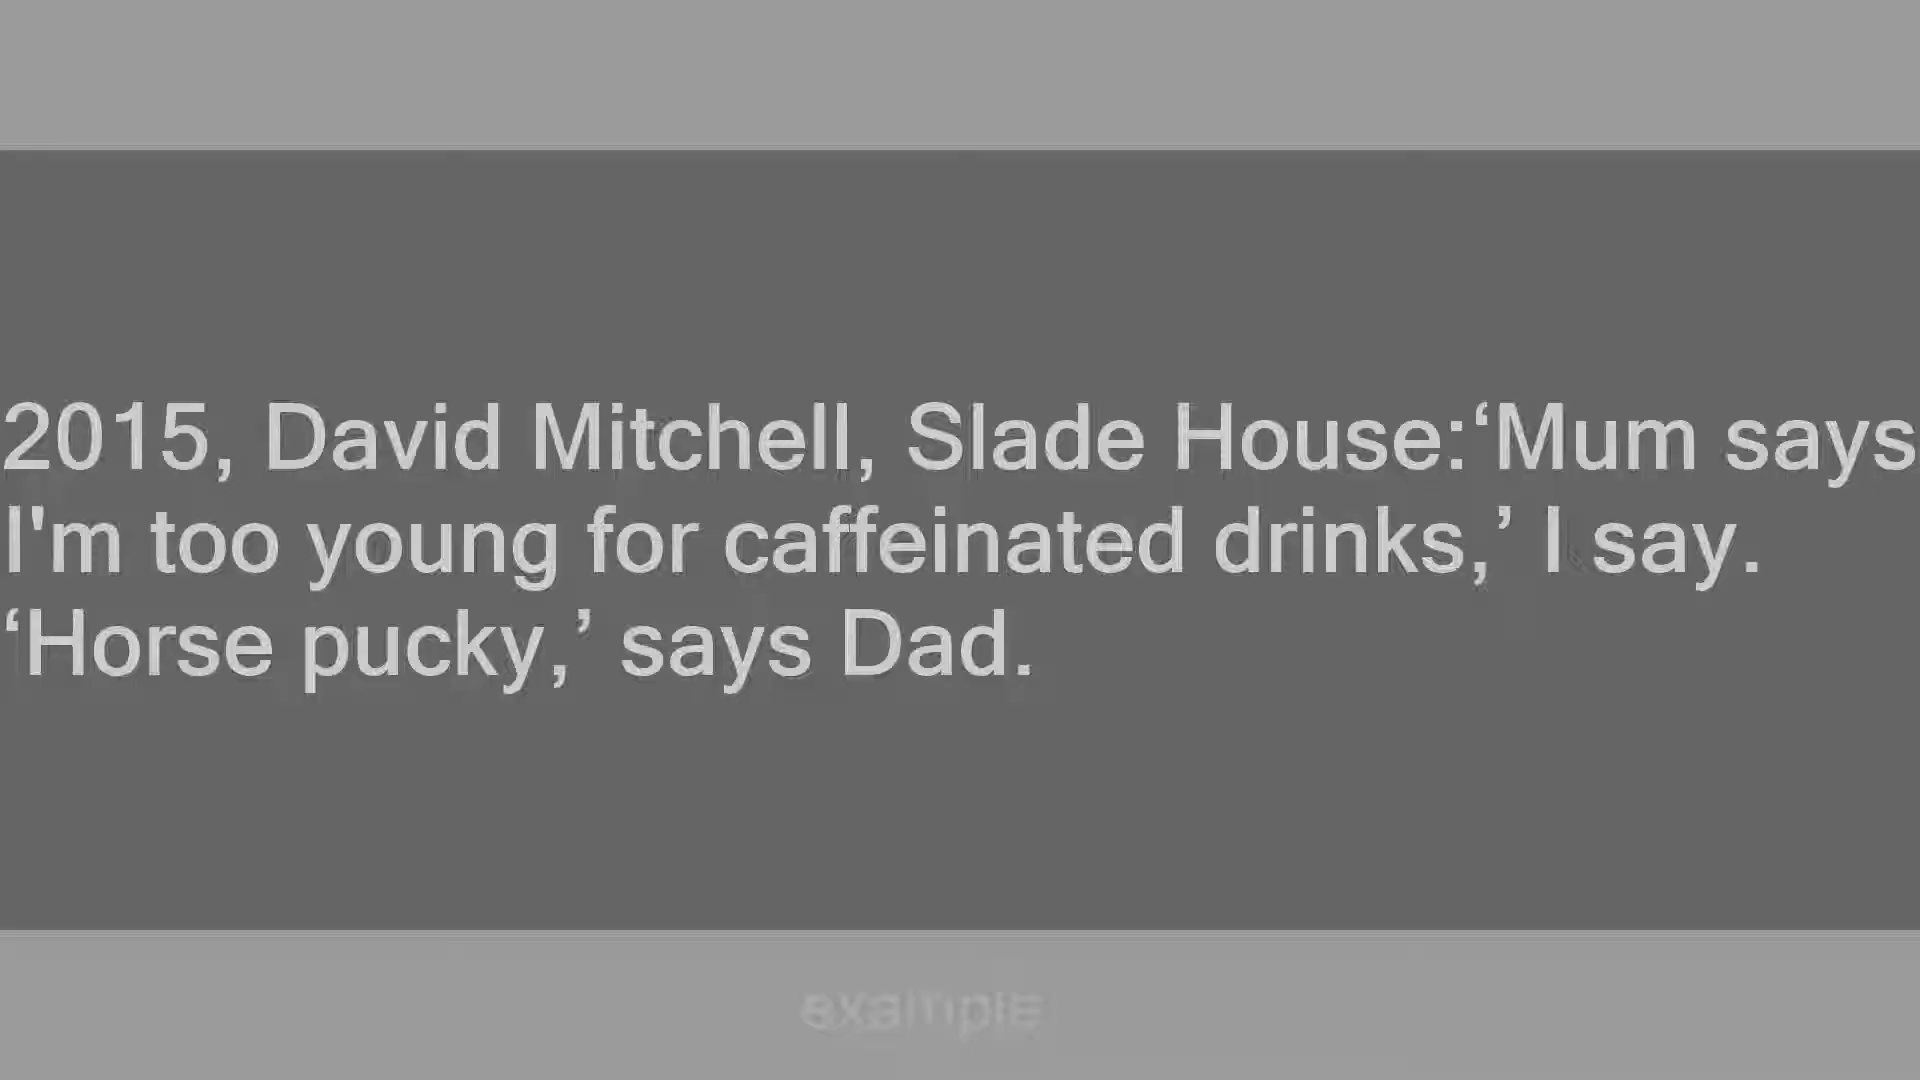 2015, David Mitchell, Slade House:‘Mum says
I'm too young for caffeinated drinks,’ I say.
‘Horse pucky,’ says Dad.
example